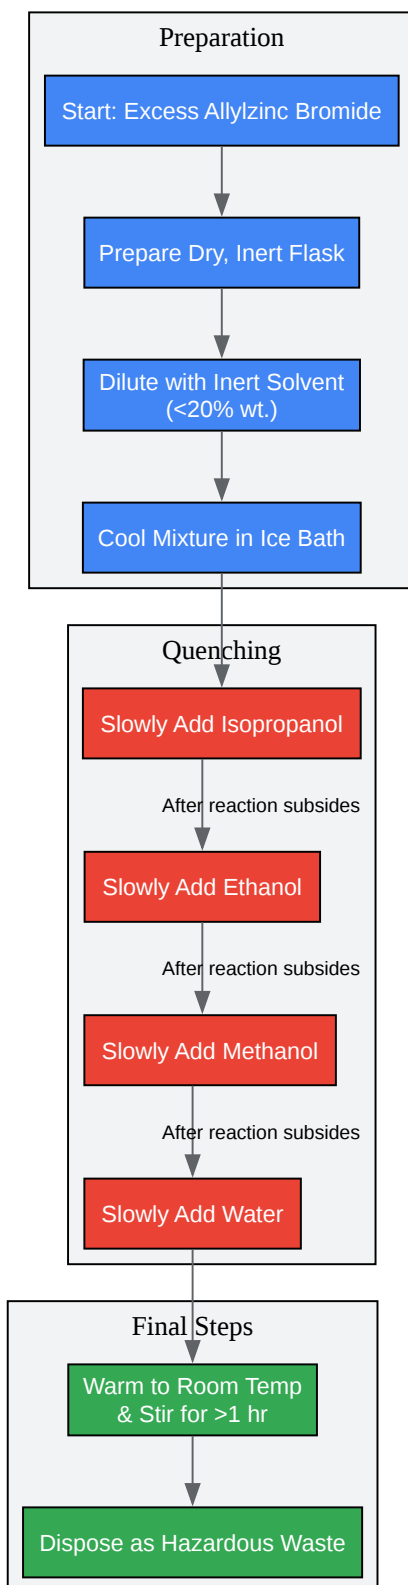 Preparation
Start: Excess Allylzinc Bromide
Prepare Dry, Inert Flask
Dilute with Inert Solvent
(<20% wt.)
Cool Mixture in Ice Bath
Quenching
Slowly Add Isopropanol
After reaction subsides
Slowly Add Ethanol
After reaction subsides
Slowly Add Methanol
After reaction subsides
Slowly Add Water
Final Steps
Warm to Room Temp
& Stir for >1 hr
Dispose as Hazardous Waste